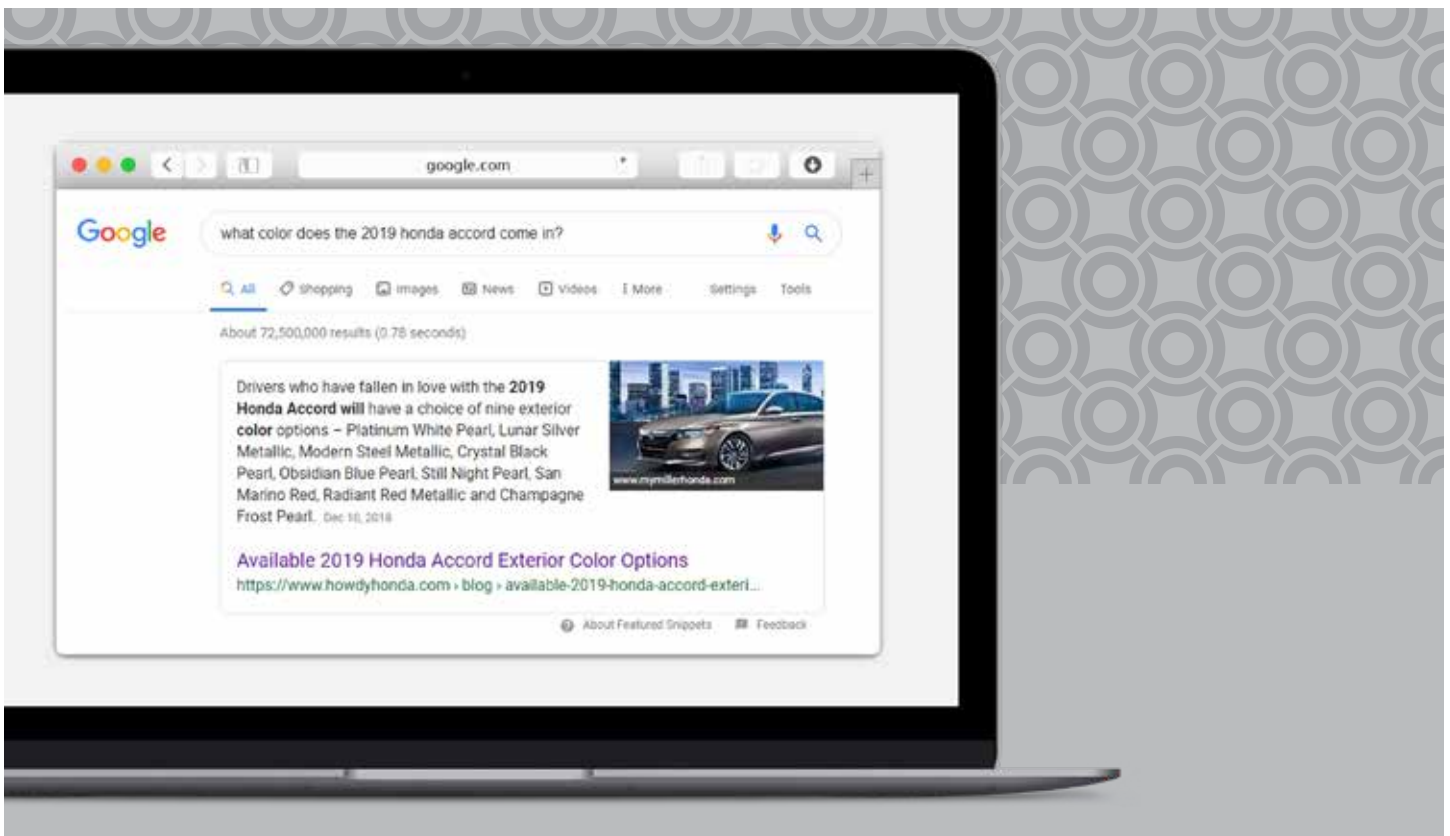 google.com
Google
what color does the 2019 honda accord come in?
All Shopping Images News Videos More Settings Tools
About 72,500,000 results (0.78 seconds)
Drivers who have fallen in love with the 2019
Honda Accord will have a choice of nine exterior
color options – Platinum White Pearl, Lunar Silver
Metallic, Modern Steel Metallic, Crystal Black
Pearl, Obsidian Blue Pearl, Still Night Pearl, San
Marino Red, Radiant Red Metallic and Champagne
Frost Pearl. Dec 10, 2018
www.mymillerhonda.com
Available 2019 Honda Accord Exterior Color Options
https://www.howdyhonda.com › blog › available-2019-honda-accord-exteri...
About Featured Snippets Feedback